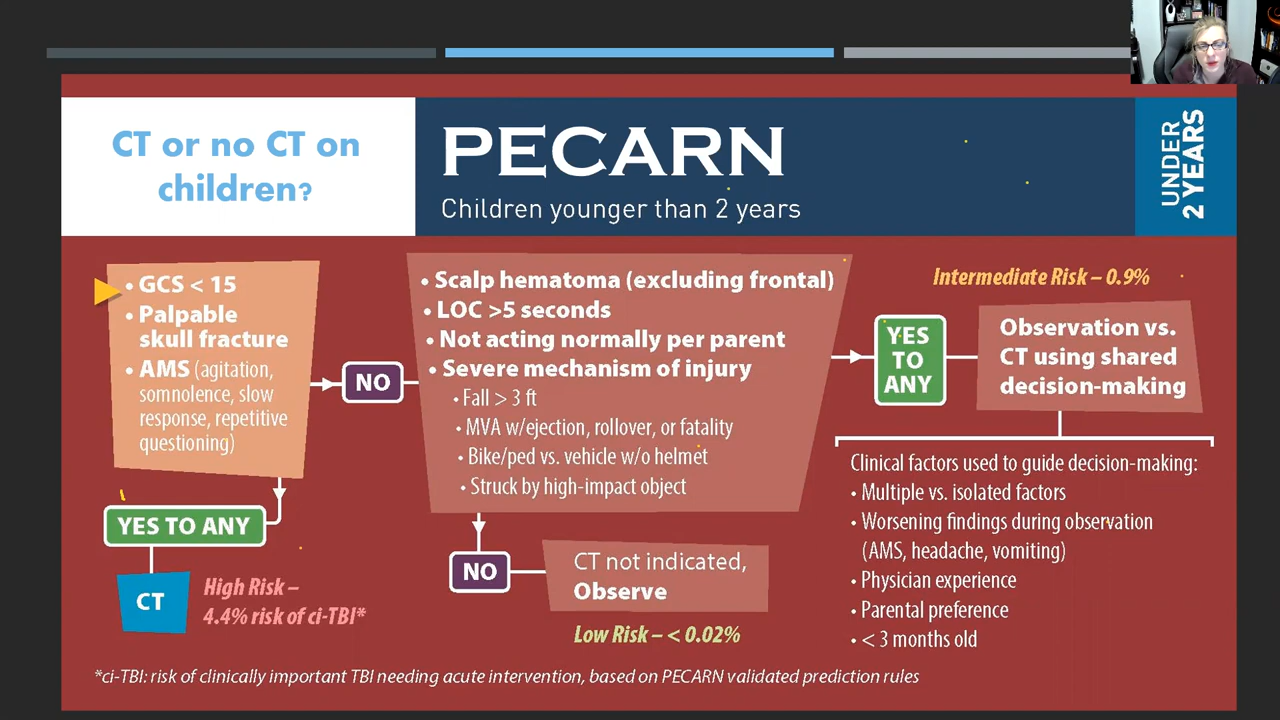 CT or no CT on
children?
PECARN
Children younger than 2 years
UNDER
2 YEARS
• GCS < 15
• Palpable
skull fracture
• AMS (agitation,
somnolence, slow
response, repetitive
questioning)
YES TO ANY
CT
High Risk –
4.4% risk of ci-TBI*
NO
• Scalp hematoma (excluding frontal)
• LOC >5 seconds
• Not acting normally per parent
• Severe mechanism of injury
• Fall > 3 ft
• MVA w/ejection, rollover, or fatality
• Bike/ped vs. vehicle w/o helmet
• Struck by high-impact object
NO
CT not indicated,
Observe
Low Risk – < 0.02%
YES
TO
ANY
Intermediate Risk – 0.9%
Observation vs.
CT using shared
decision-making
Clinical factors used to guide decision-making:
• Multiple vs. isolated factors
• Worsening findings during observation
(AMS, headache, vomiting)
• Physician experience
• Parental preference
• < 3 months old
*ci-TBI: risk of clinically important TBI needing acute intervention, based on PECARN validated prediction rules